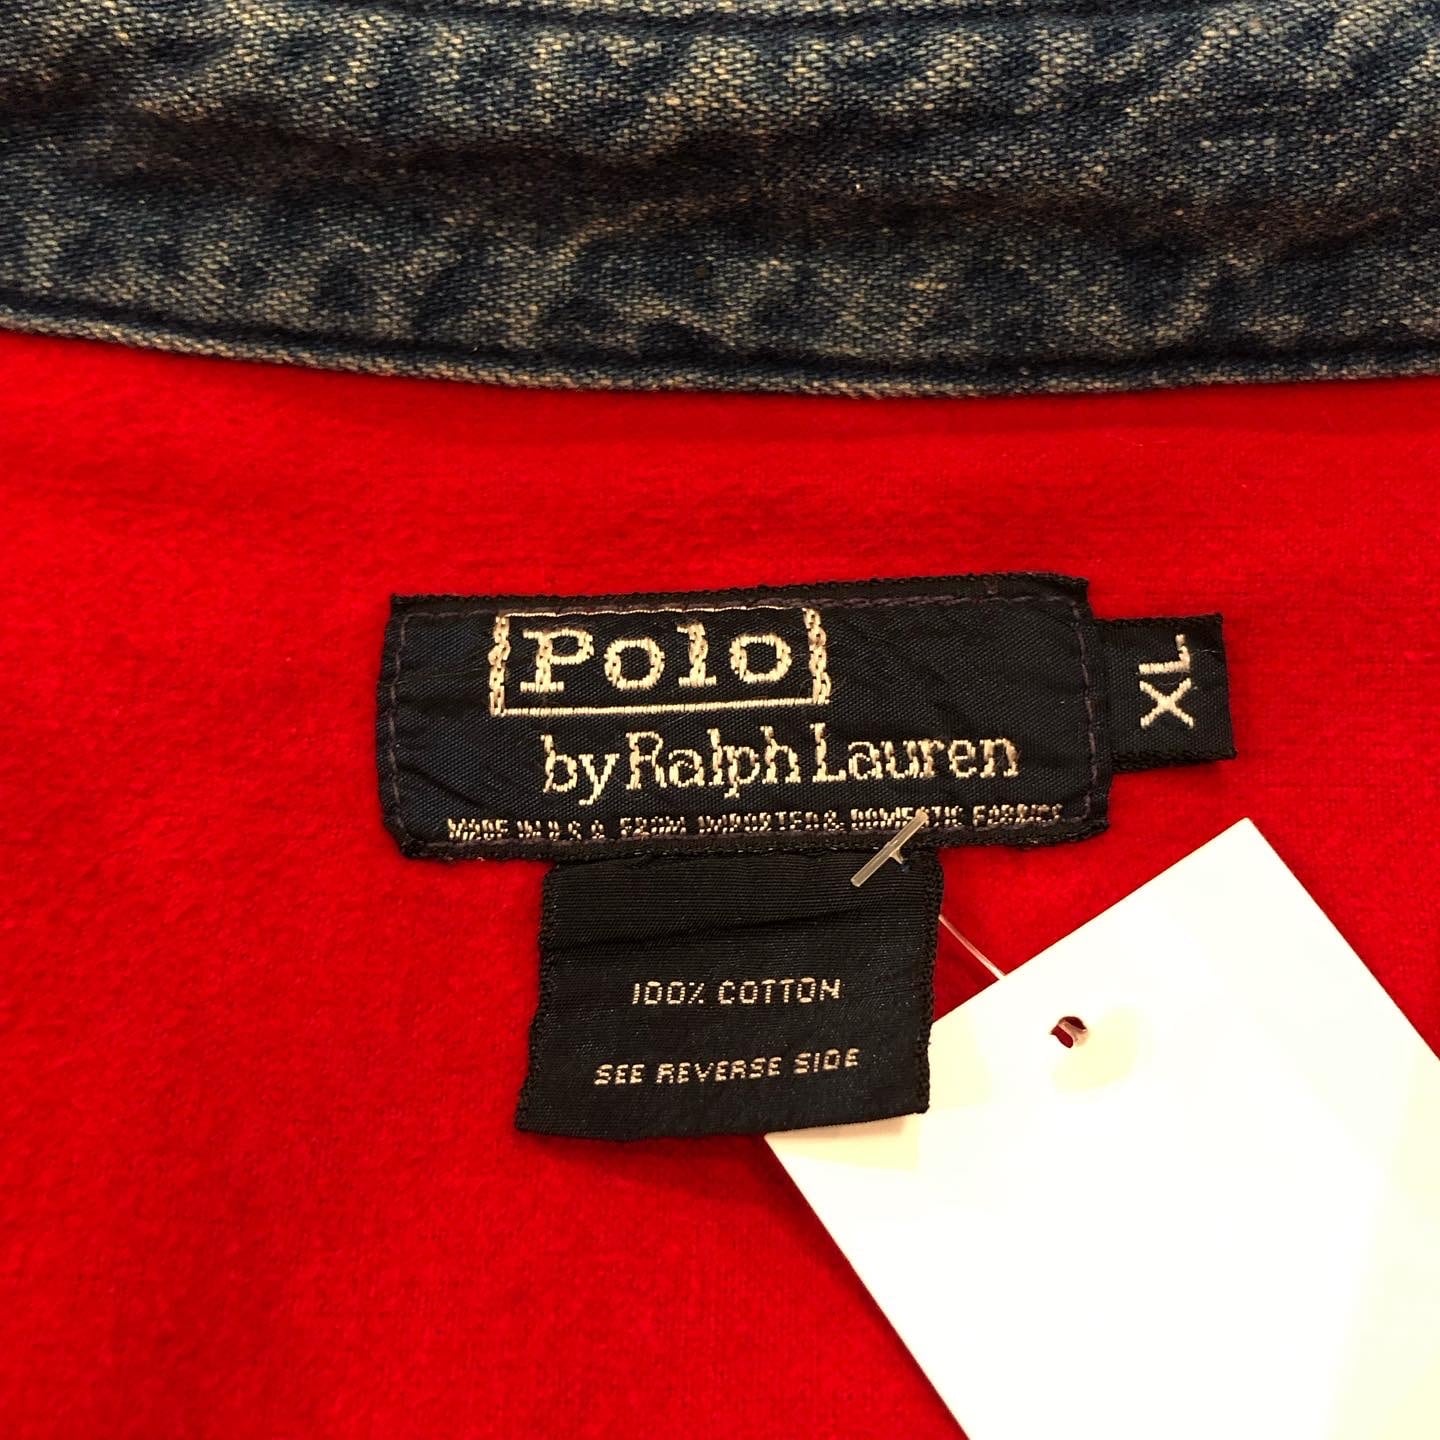 Polo
by Ralph Lauren
XL
MADE IN U.S.A. FROM IMPORTED & DOMESTIC FABRICS
100% COTTON
SEE REVERSE SIDE